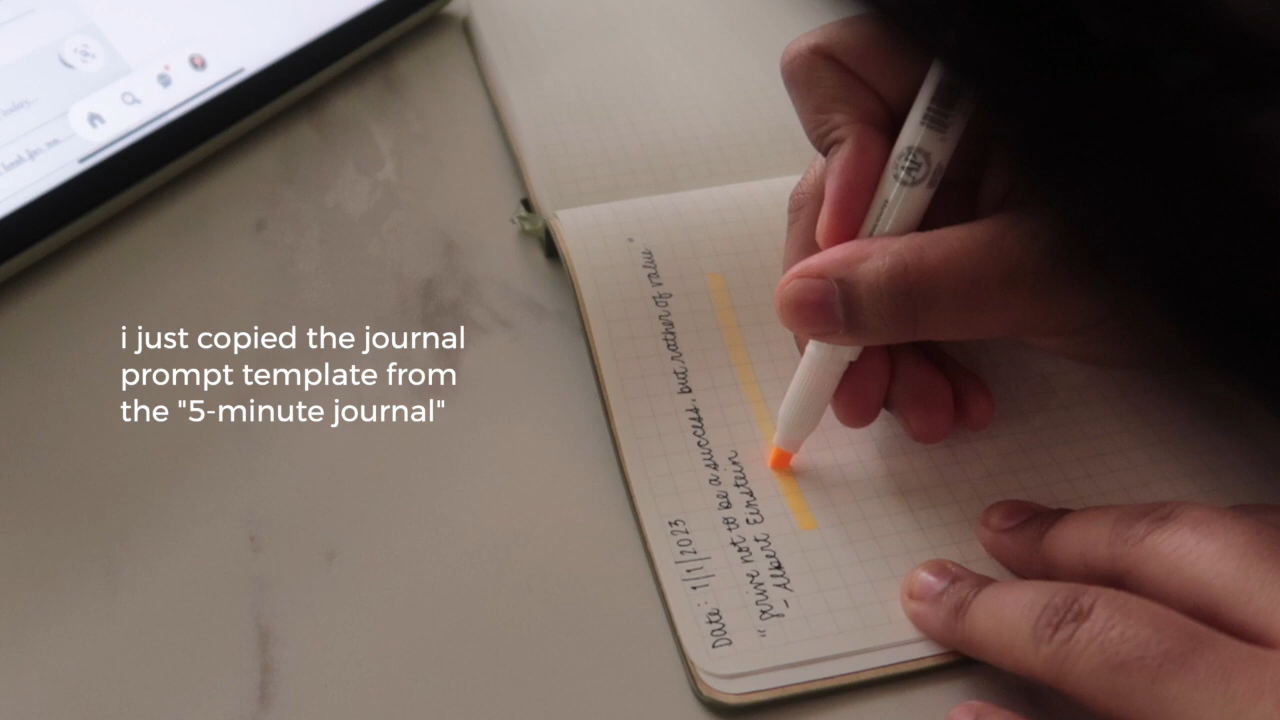 i just copied the journal
prompt template from
the "5-minute journal"
Date: 1/1/2023
" strive not to be a success, but rather of value "
- Albert Einstein
AP